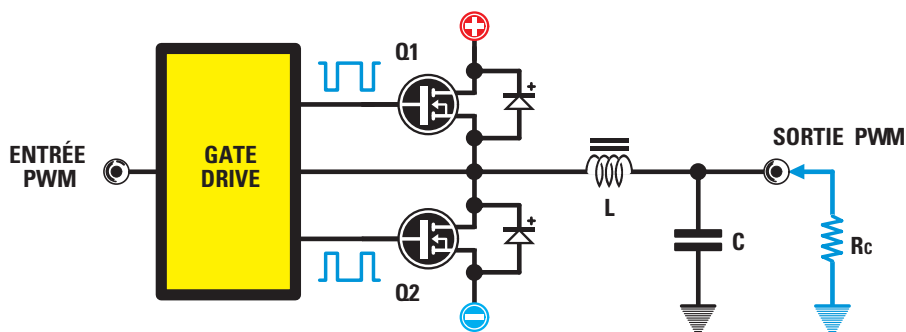 Q1
ENTRÉE
PWM
GATE
DRIVE
+
+
SORTIE PWM
L
C
Rc
Q2
+
−